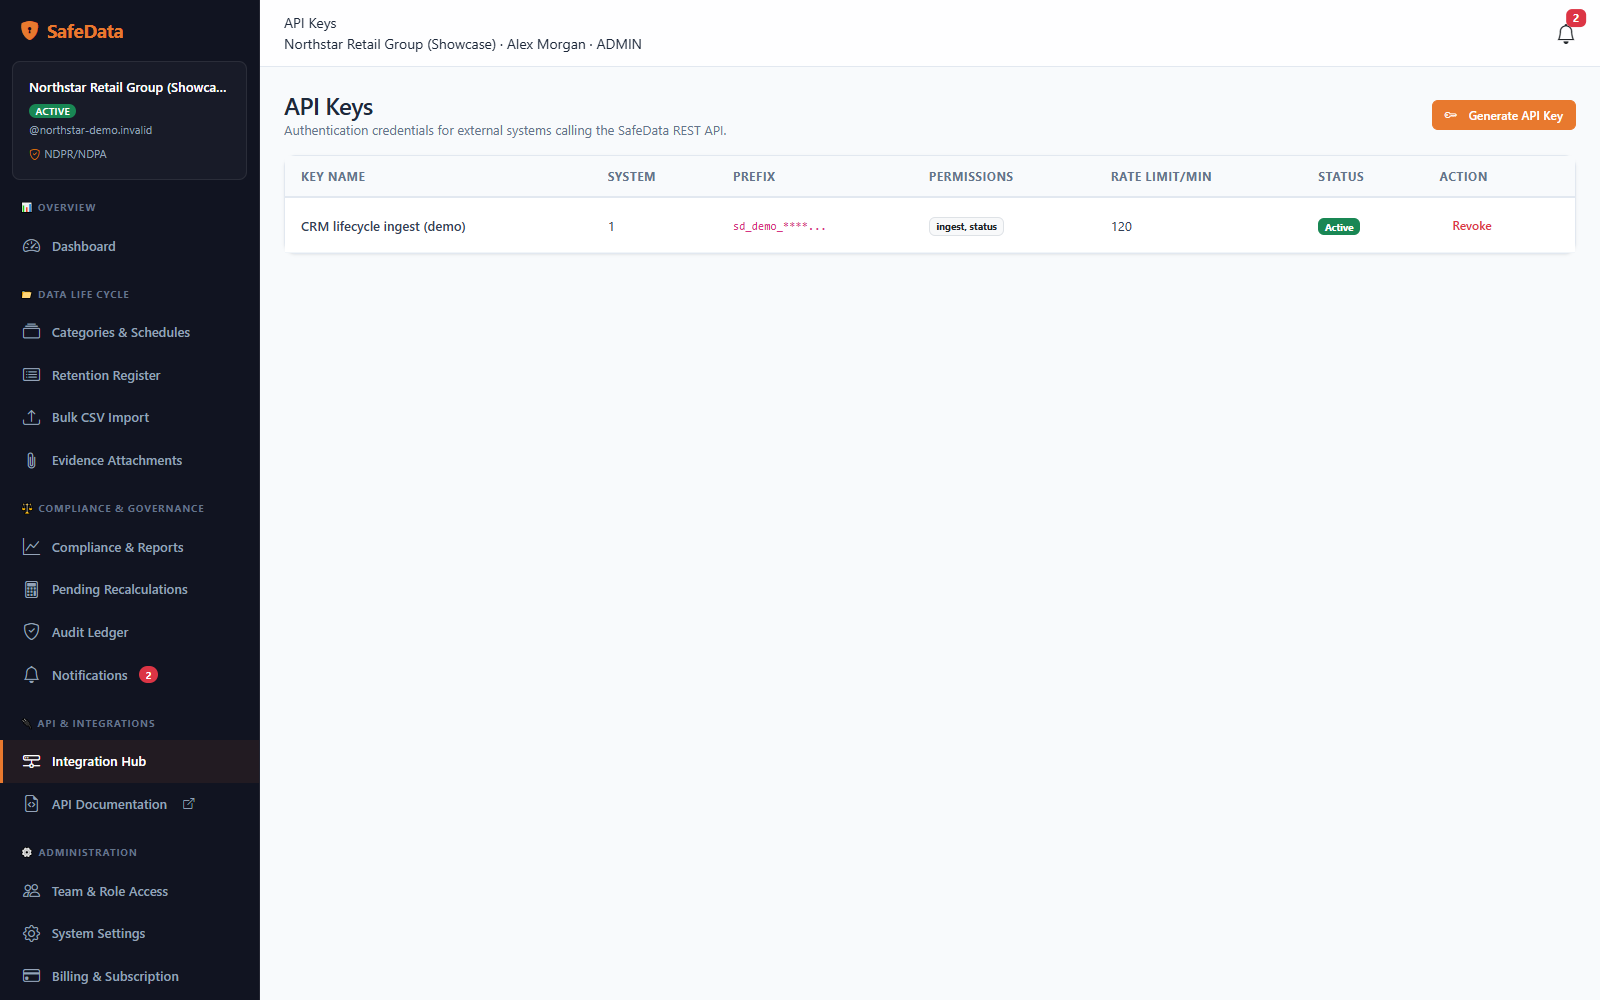 SafeData
Northstar Retail Group (Showca...
ACTIVE
@northstar-demo.invalid
NDPR/NDPA
OVERVIEW
Dashboard
DATA LIFE CYCLE
Categories & Schedules
Retention Register
Bulk CSV Import
Evidence Attachments
COMPLIANCE & GOVERNANCE
Compliance & Reports
Pending Recalculations
Audit Ledger
Notifications 2
API & INTEGRATIONS
Integration Hub
API Documentation
ADMINISTRATION
Team & Role Access
System Settings
Billing & Subscription
API Keys
Northstar Retail Group (Showcase) · Alex Morgan · ADMIN
2
API Keys
Authentication credentials for external systems calling the SafeData REST API.
Generate API Key
KEY NAME SYSTEM PREFIX PERMISSIONS RATE LIMIT/MIN STATUS ACTION
CRM lifecycle ingest (demo) 1 sd_demo_****... ingest, status 120 Active Revoke